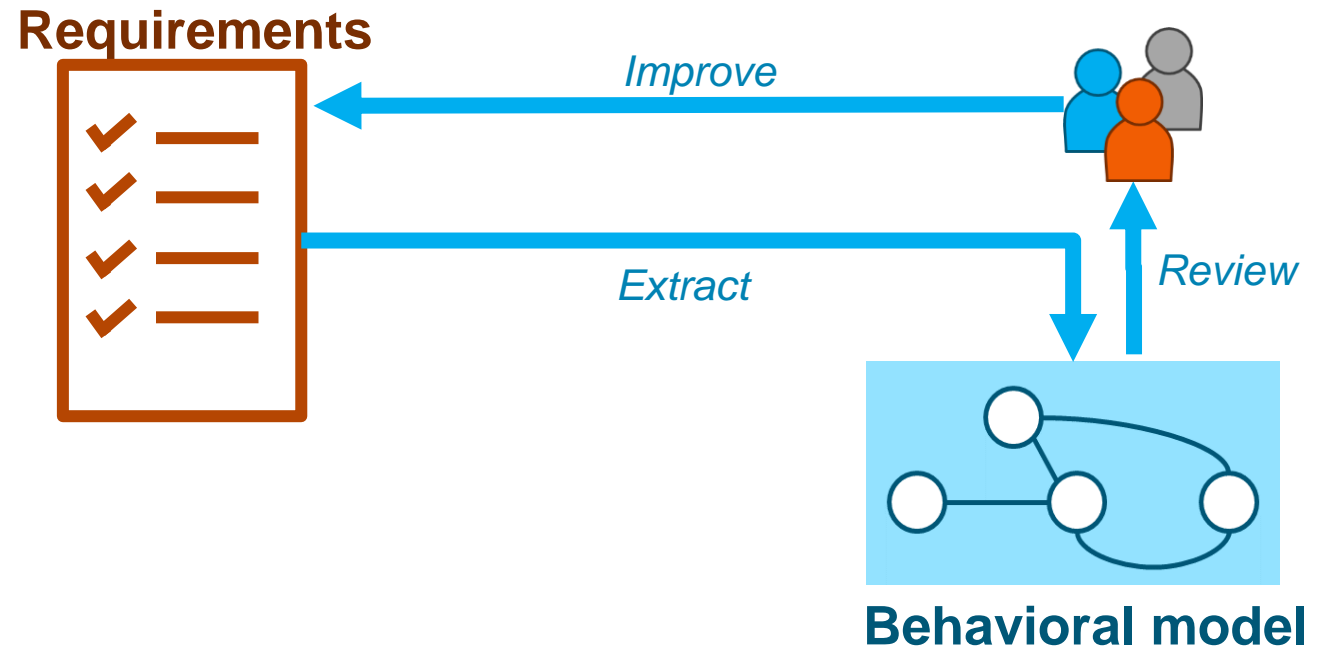 Requirements
Improve
Extract
Review
Behavioral model